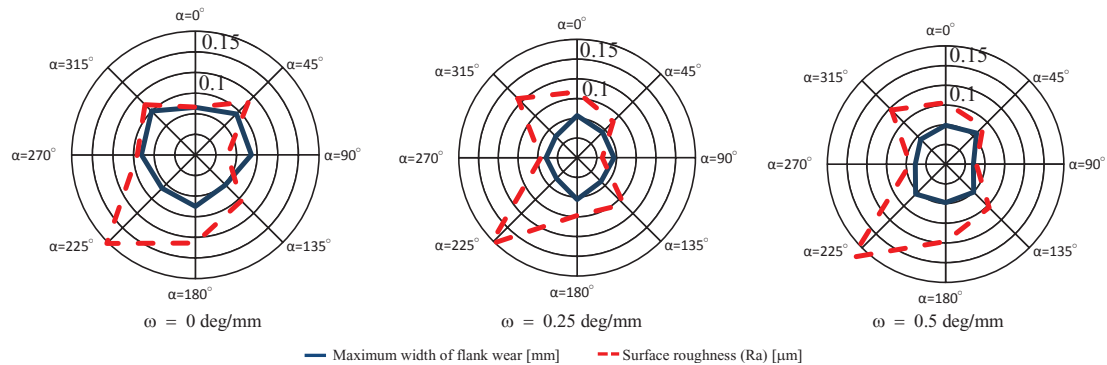 α=0°
0.15
α=315°
α=45°
0.1
α=270°
α=90°
α=225°
α=135°
α=180°
ω = 0 deg/mm
α=0°
0.15
α=315°
α=45°
0.1
α=270°
α=90°
α=225°
α=135°
α=180°
ω = 0.25 deg/mm
α=0°
0.15
α=315°
α=45°
0.1
α=270°
α=90°
α=225°
α=135°
α=180°
ω = 0.5 deg/mm
Maximum width of flank wear [mm]
Surface roughness (Ra) [μm]